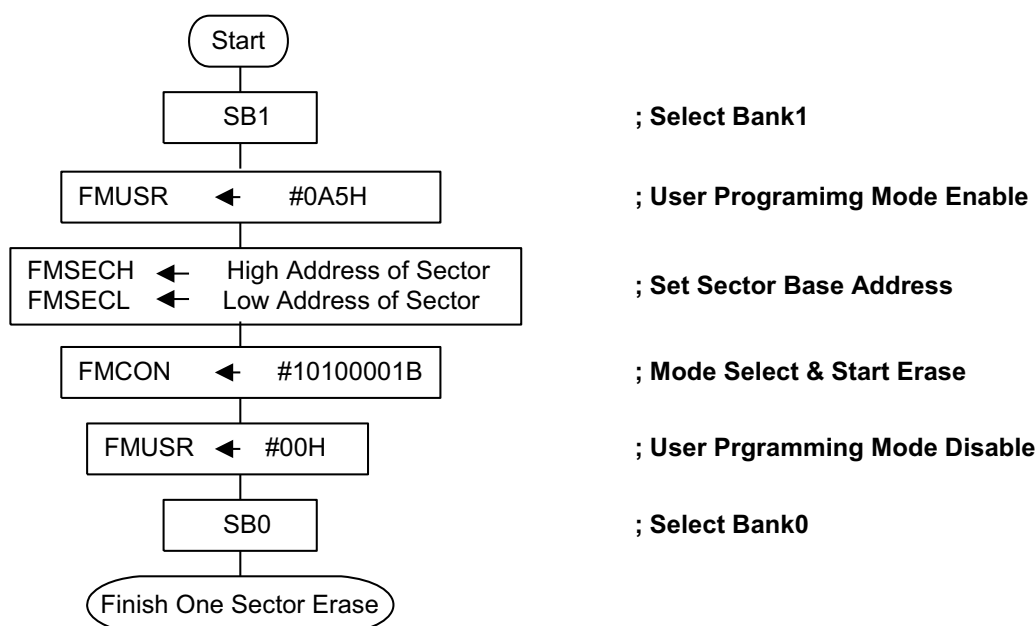 Start
SB1 ; Select Bank1
FMUSR ← #0A5H ; User Programimg Mode Enable
FMSECH ← High Address of Sector
FMSECL ← Low Address of Sector
; Set Sector Base Address
FMCON ← #10100001B ; Mode Select & Start Erase
FMUSR ← #00H ; User Prgramming Mode Disable
SB0 ; Select Bank0
Finish One Sector Erase